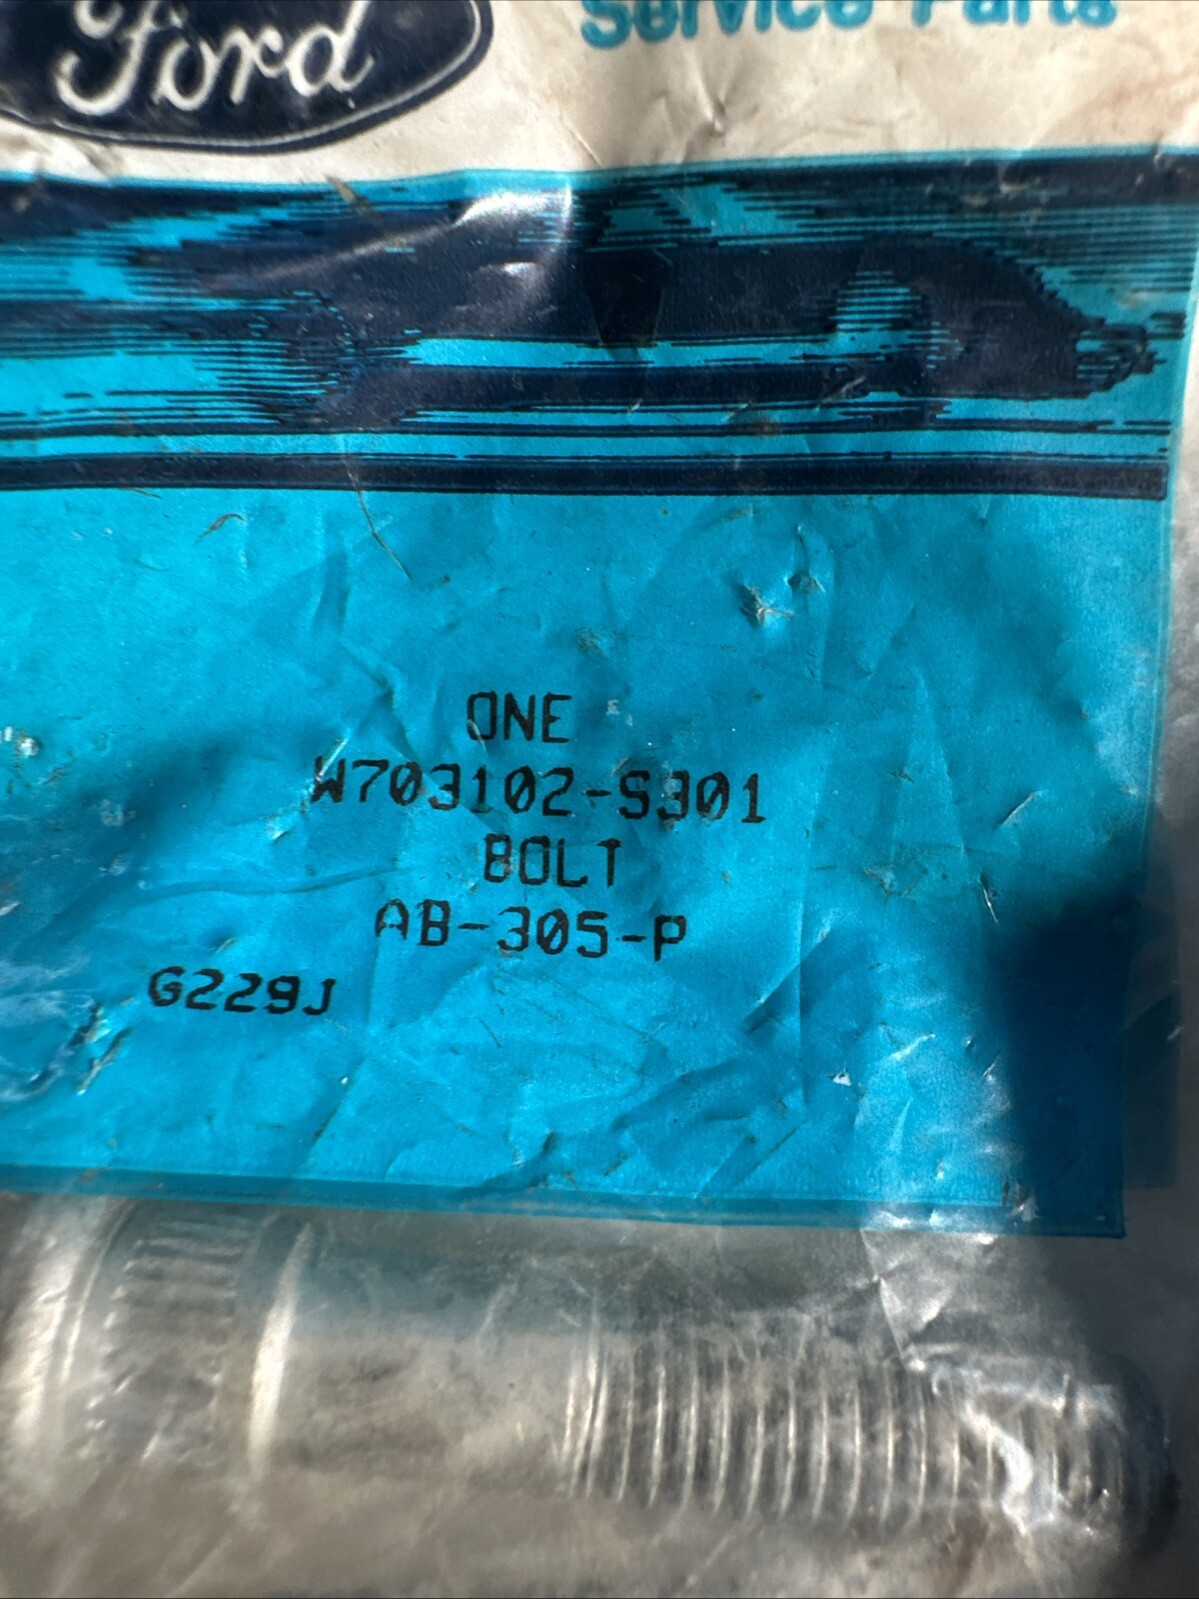 Ford
Service Parts
ONE
W703102-S301
BOLT
AB-305-P
G229J